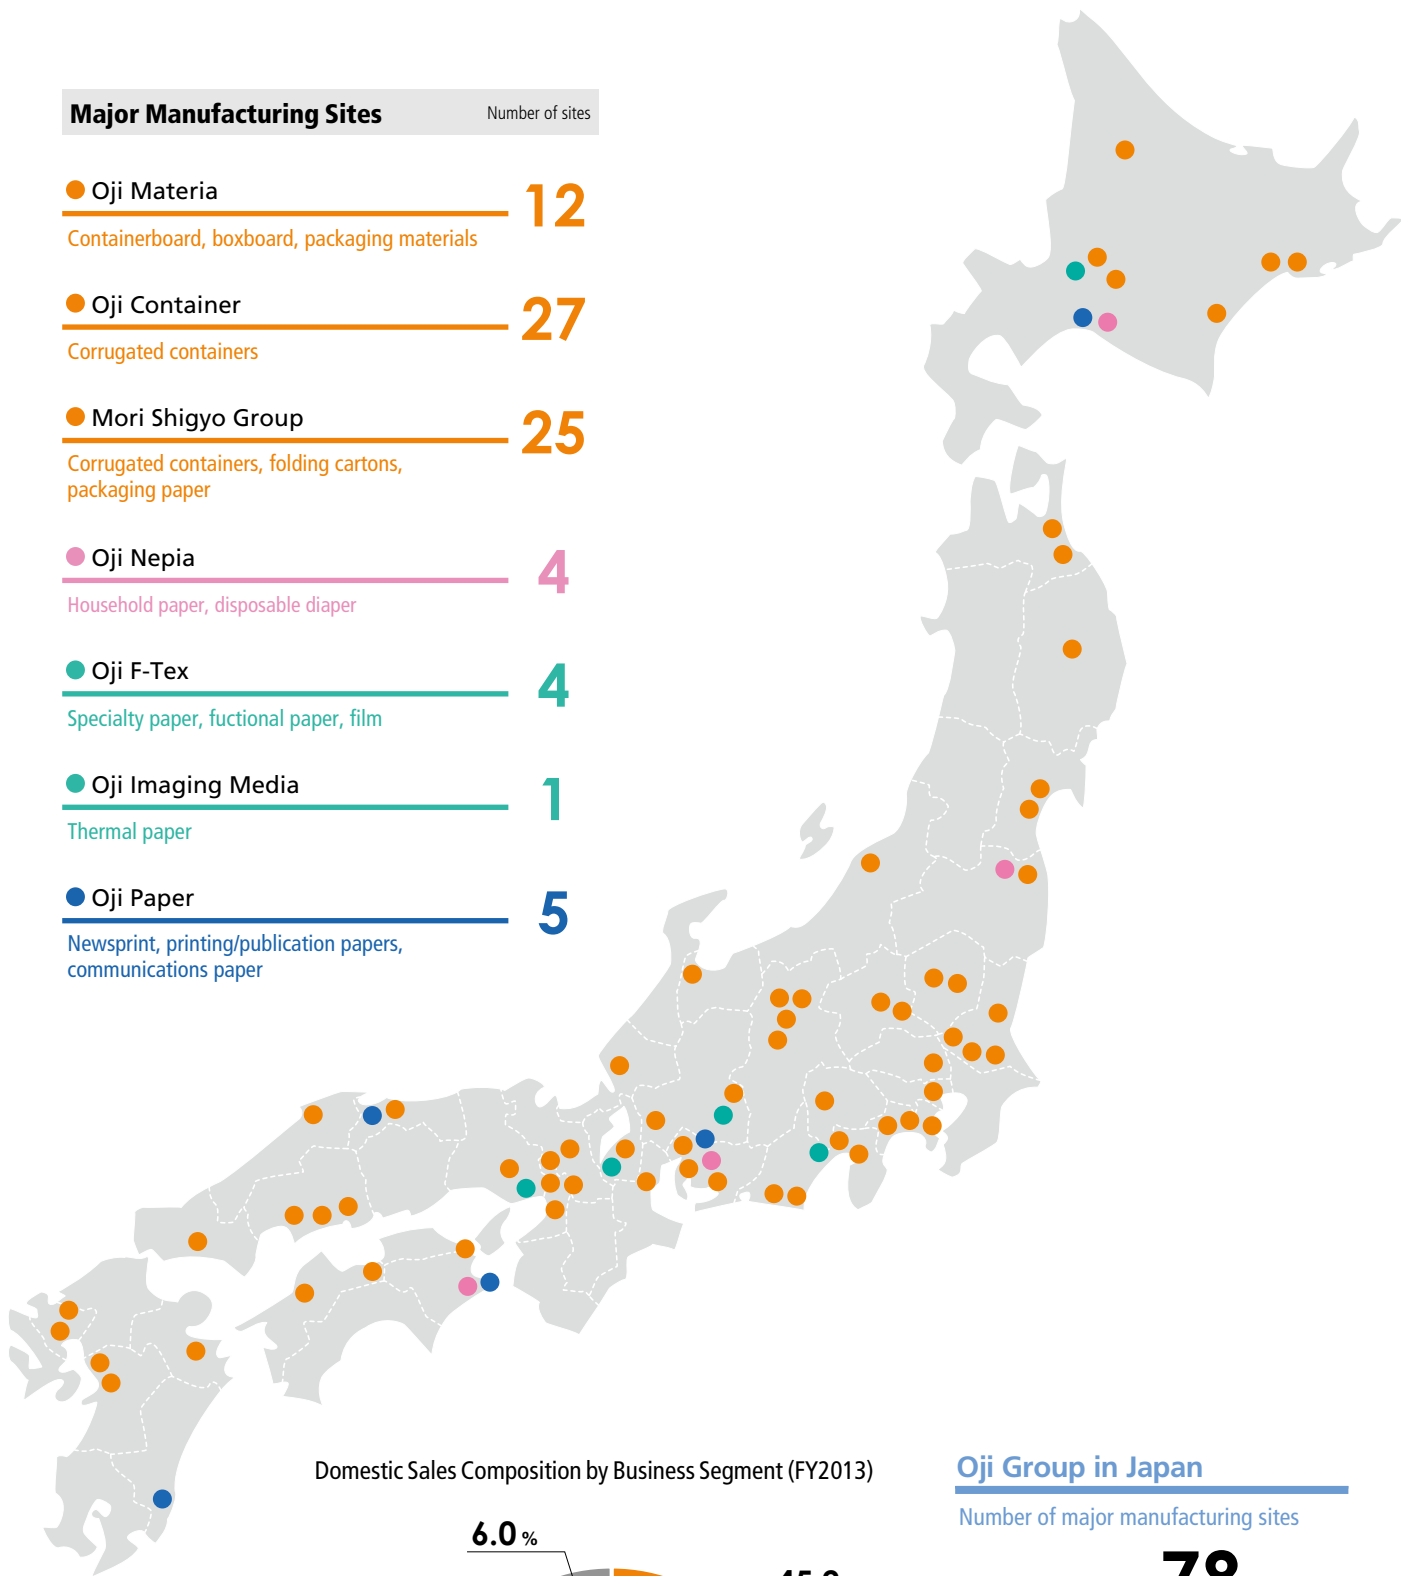 Major Manufacturing Sites Number of sites
Oji Materia
12
Containerboard, boxboard, packaging materials
Oji Container
27
Corrugated containers
Mori Shigyo Group
25
Corrugated containers, folding cartons,
packaging paper
Oji Nepia
4
Household paper, disposable diaper
Oji F-Tex
4
Specialty paper, fuctional paper, film
Oji Imaging Media
1
Thermal paper
Oji Paper
5
Newsprint, printing/publication papers,
communications paper
Domestic Sales Composition by Business Segment (FY2013)
6.0 %
Oji Group in Japan
Number of major manufacturing sites
78